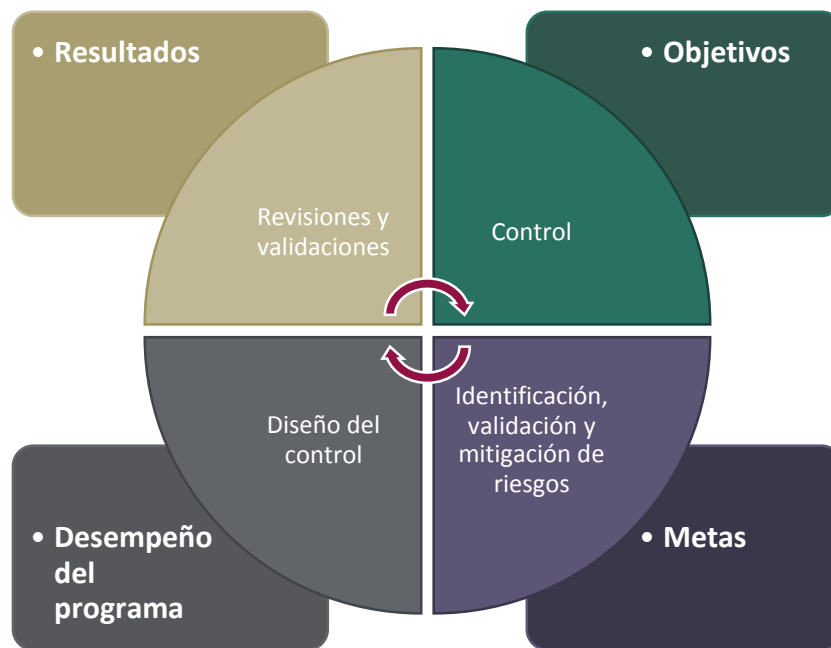 • Resultados
• Objetivos
Revisiones y
validaciones
Control
Diseño del
control
Identificación,
validación y
mitigación de
riesgos
• Desempeño
del
programa
• Metas